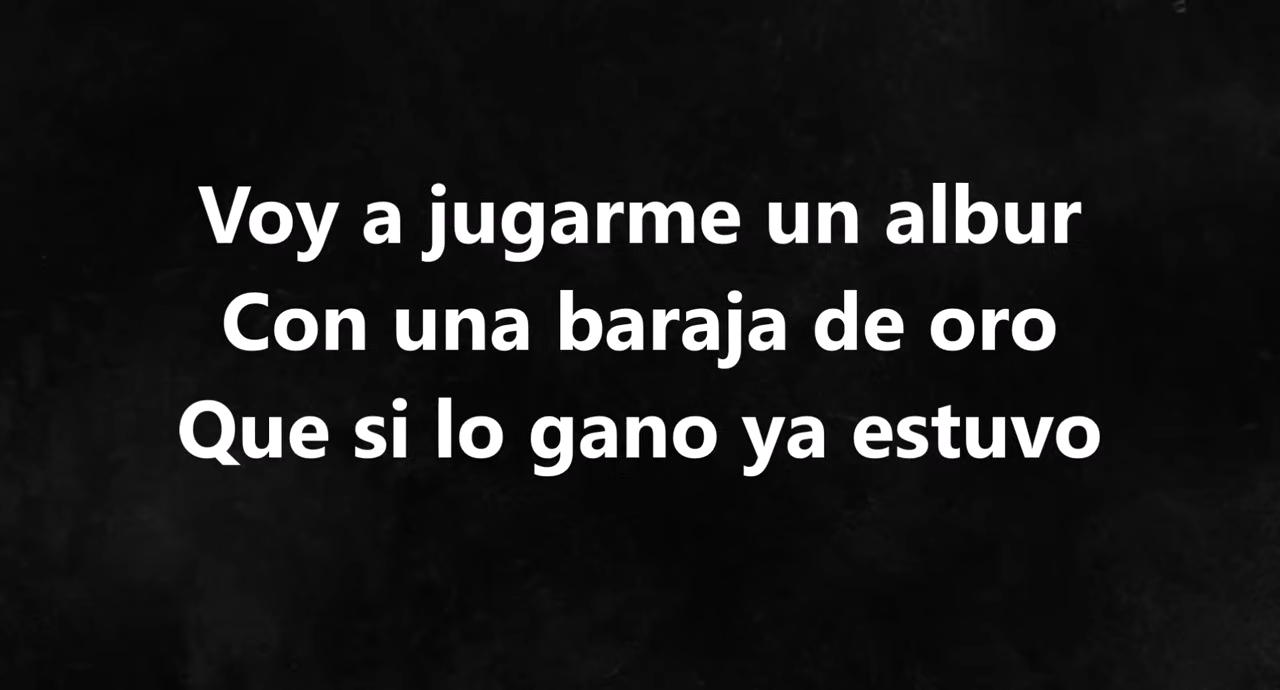 Voy a jugarme un albur
Con una baraja de oro
Que si lo gano ya estuvo